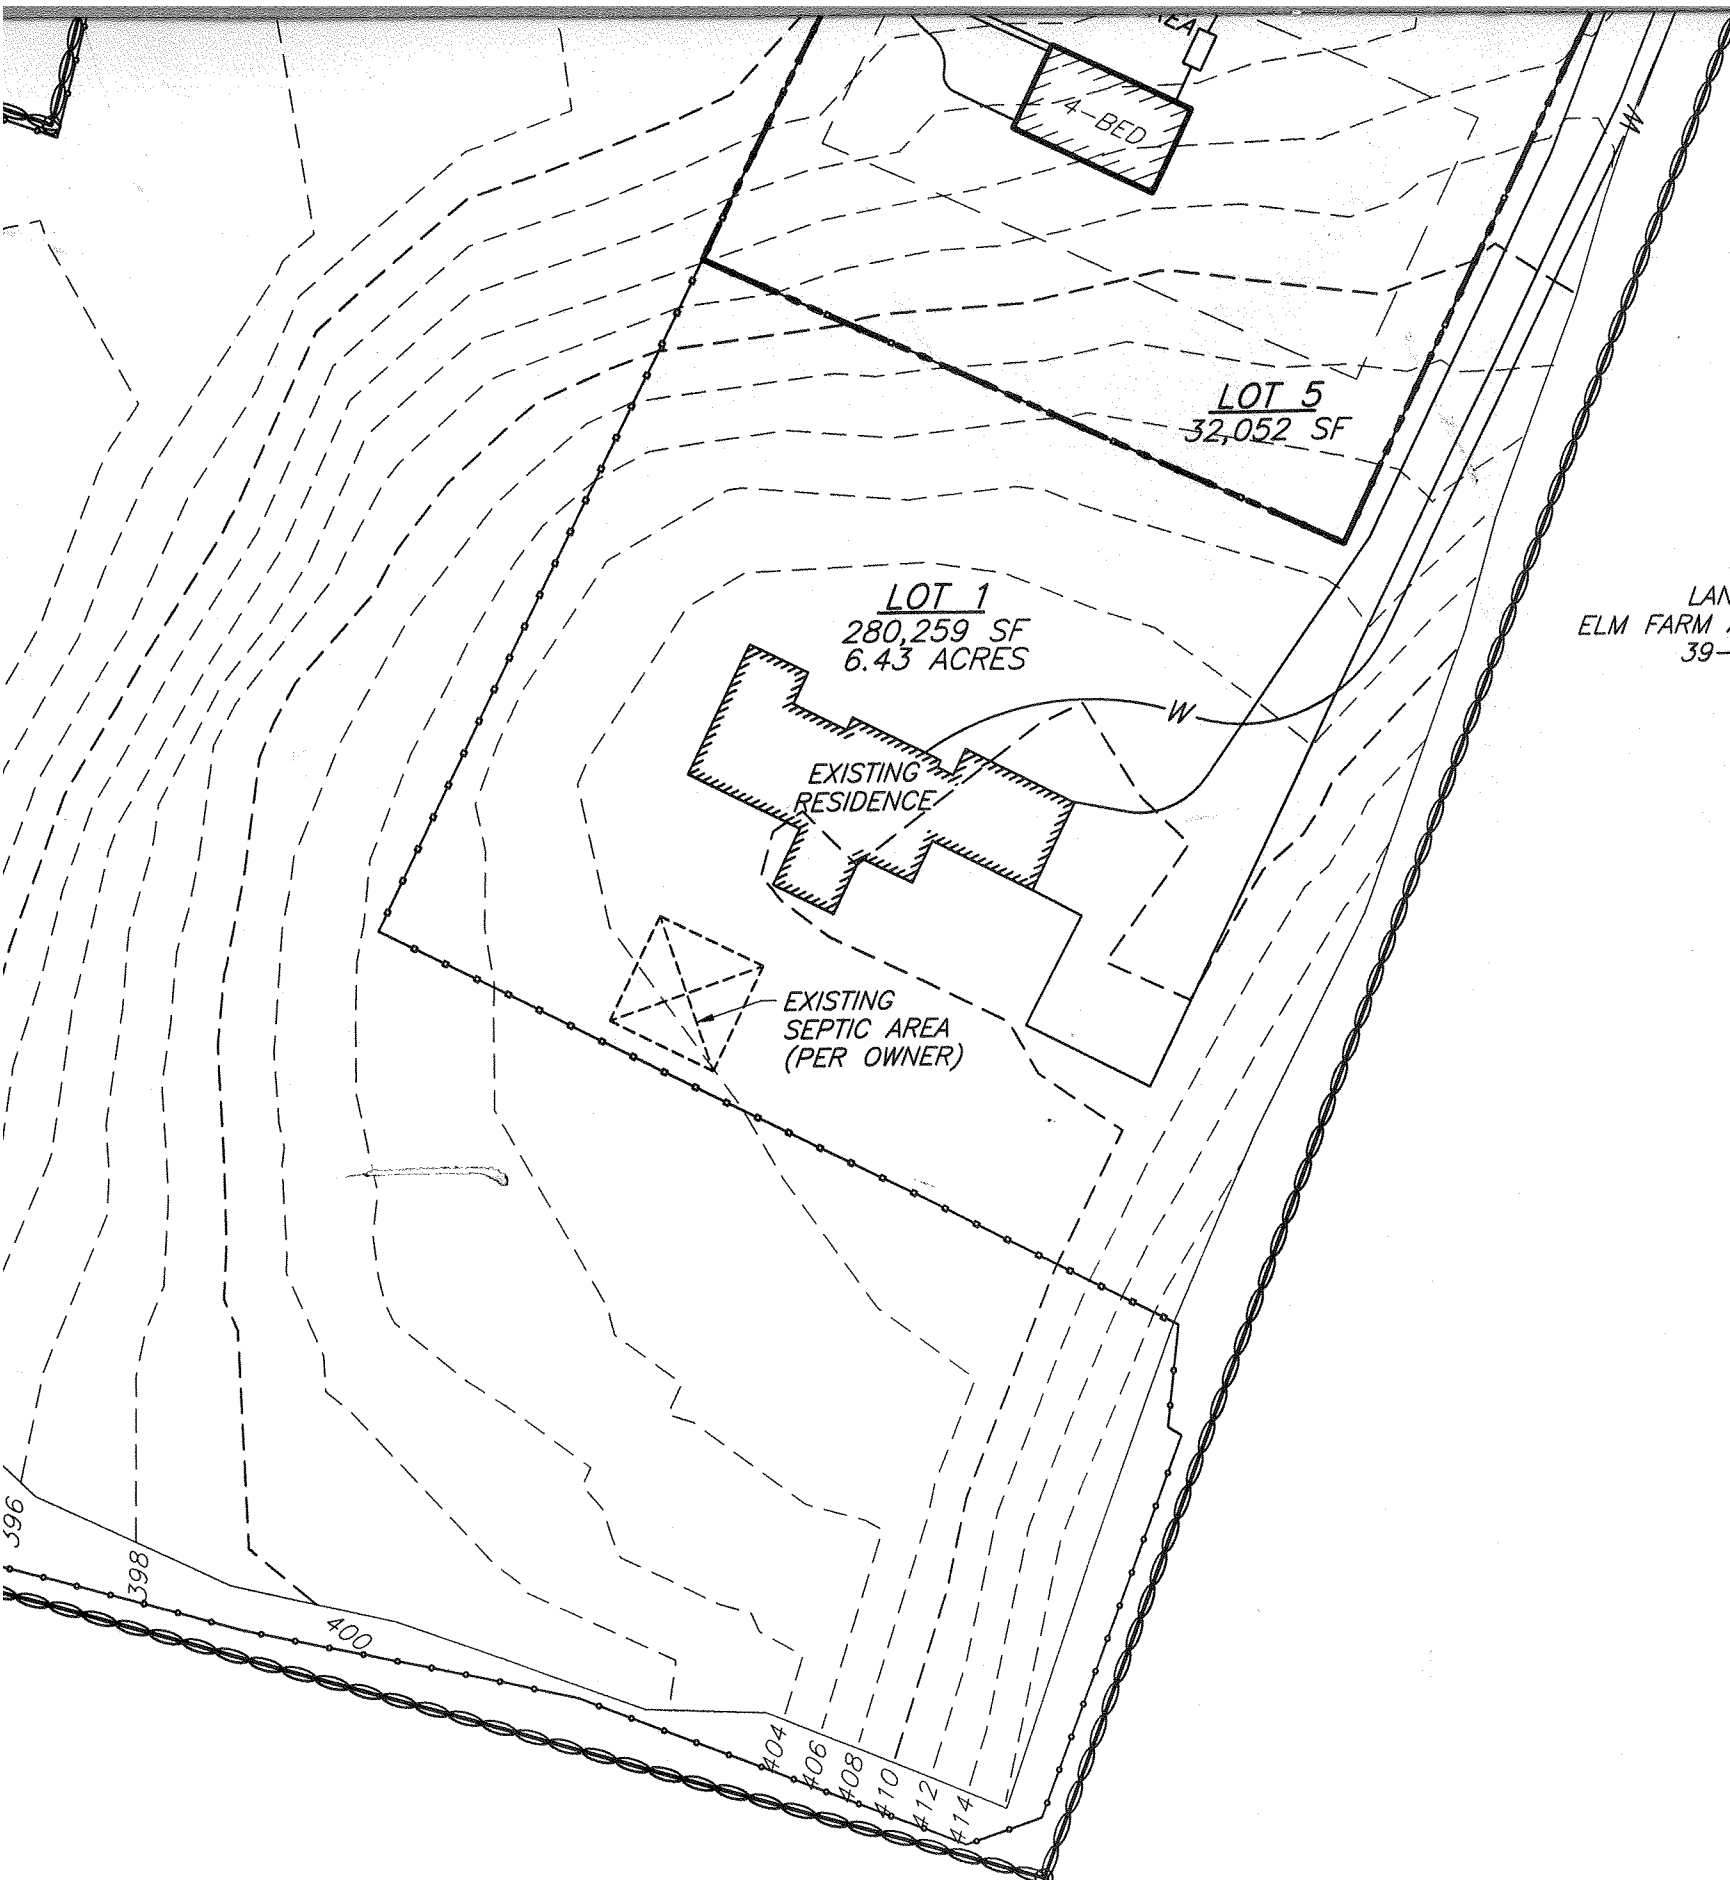 4-BED
W
LOT 5
32,052 SF
LOT 1
280,259 SF
6.43 ACRES
ELM FARM
39-
W
EXISTING
RESIDENCE
EXISTING
SEPTIC AREA
(PER OWNER)
396
398
400
404
406
408
410
412
414